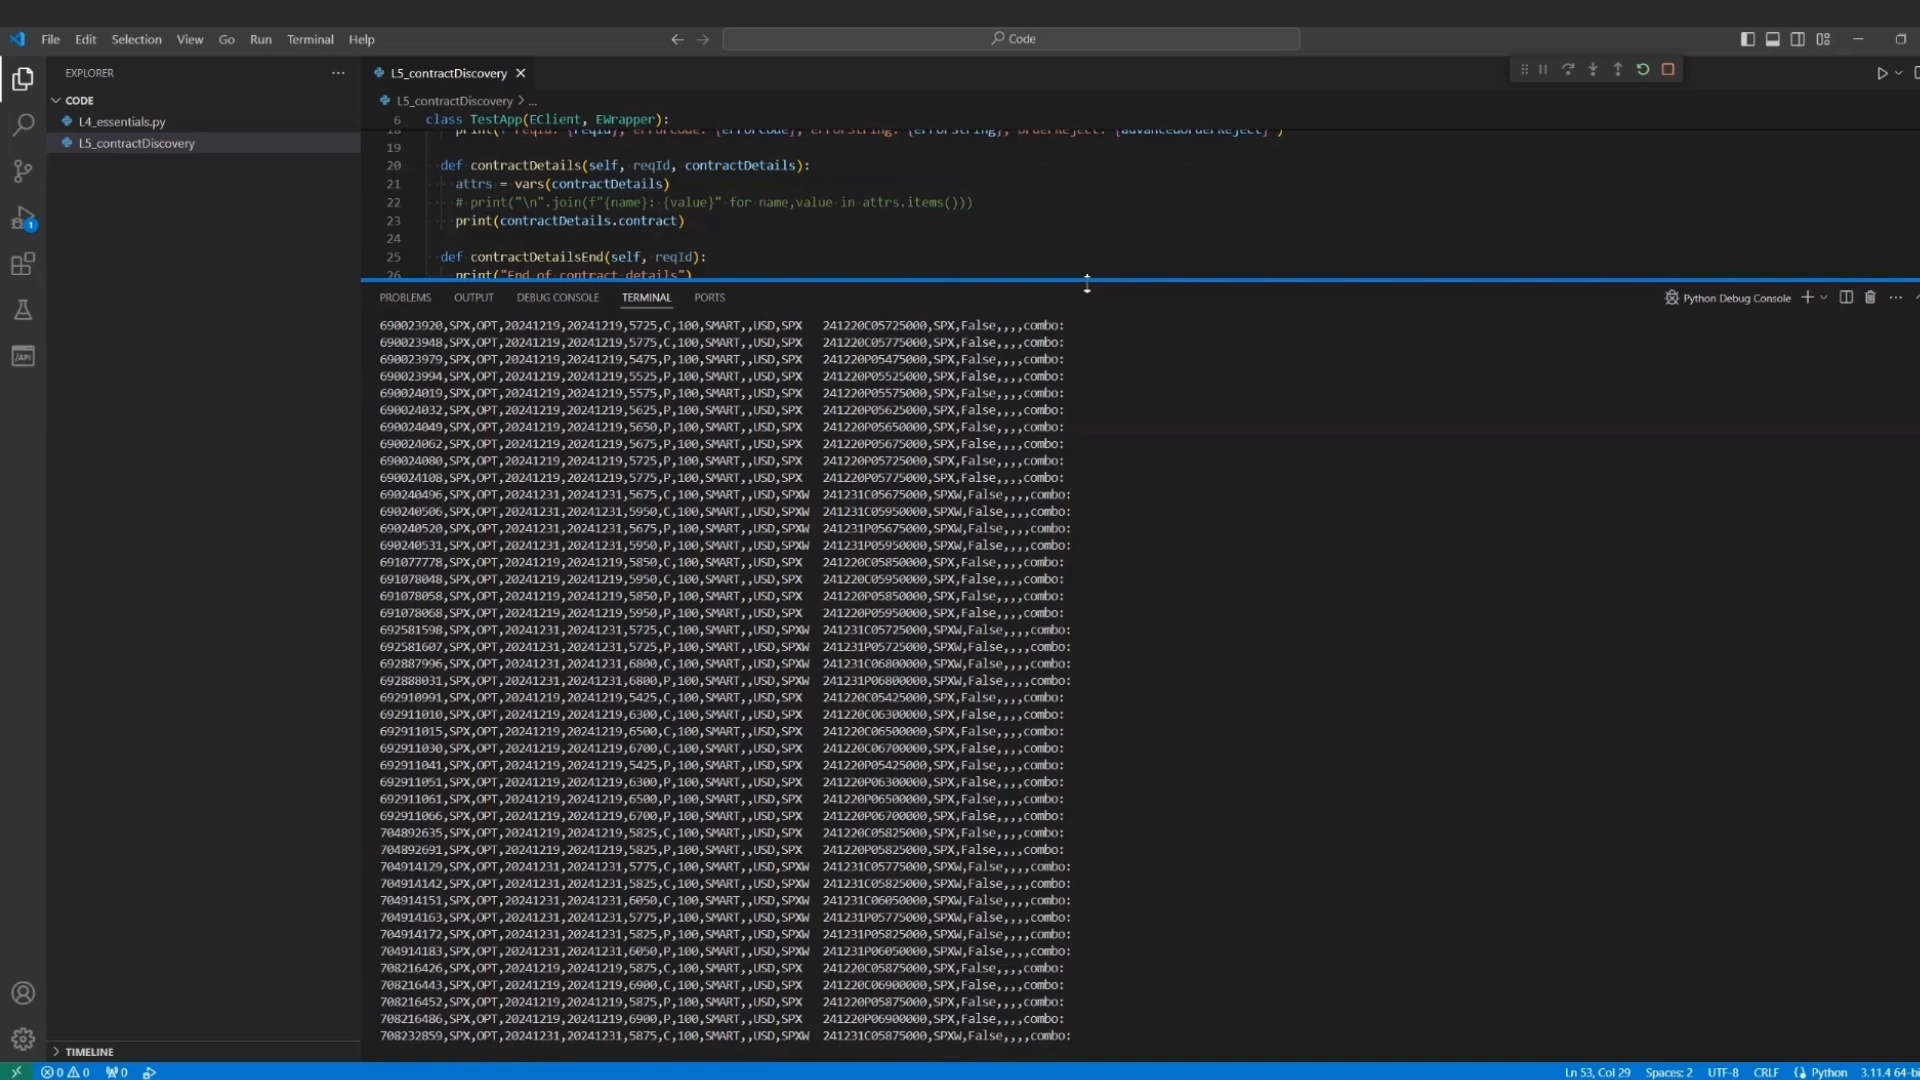 File Edit Selection View Go Run Terminal Help
Code
EXPLORER
CODE
L4_essentials.py
L5_contractDiscovery
TIMELINE
L5_contractDiscovery
L5_contractDiscovery > ...
6 class TestApp(EClient, EWrapper):
18 print(f"reqId: {reqId}, errorCode: {errorCode}, errorString: {errorString}, orderReject: {advancedOrderReject}")
19
20 def contractDetails(self, reqId, contractDetails):
21 attrs = vars(contractDetails)
22 # print("\n".join(f"{name}: {value}" for name,value in attrs.items()))
23 print(contractDetails.contract)
24
25 def contractDetailsEnd(self, reqId):
26 print("End of contract details")
PROBLEMS OUTPUT DEBUG CONSOLE TERMINAL PORTS
Python Debug Console
690023920,SPX,OPT,20241219,20241219,5725,C,100,SMART,,USD,SPX 241220C05725000,SPX,False,,,,combo:
690023948,SPX,OPT,20241219,20241219,5775,C,100,SMART,,USD,SPX 241220C05775000,SPX,False,,,,combo:
690023979,SPX,OPT,20241219,20241219,5475,P,100,SMART,,USD,SPX 241220P05475000,SPX,False,,,,combo:
690023994,SPX,OPT,20241219,20241219,5525,P,100,SMART,,USD,SPX 241220P05525000,SPX,False,,,,combo:
690024019,SPX,OPT,20241219,20241219,5575,P,100,SMART,,USD,SPX 241220P05575000,SPX,False,,,,combo:
690024032,SPX,OPT,20241219,20241219,5625,P,100,SMART,,USD,SPX 241220P05625000,SPX,False,,,,combo:
690024049,SPX,OPT,20241219,20241219,5650,P,100,SMART,,USD,SPX 241220P05650000,SPX,False,,,,combo:
690024062,SPX,OPT,20241219,20241219,5675,P,100,SMART,,USD,SPX 241220P05675000,SPX,False,,,,combo:
690024080,SPX,OPT,20241219,20241219,5725,P,100,SMART,,USD,SPX 241220P05725000,SPX,False,,,,combo:
690024108,SPX,OPT,20241219,20241219,5775,P,100,SMART,,USD,SPX 241220P05775000,SPX,False,,,,combo:
690240496,SPX,OPT,20241231,20241231,5675,C,100,SMART,,USD,SPXW 241231C05675000,SPXW,False,,,,combo:
690240506,SPX,OPT,20241231,20241231,5950,C,100,SMART,,USD,SPXW 241231C05950000,SPXW,False,,,,combo:
690240520,SPX,OPT,20241231,20241231,5675,P,100,SMART,,USD,SPXW 241231P05675000,SPXW,False,,,,combo:
690240531,SPX,OPT,20241231,20241231,5950,P,100,SMART,,USD,SPXW 241231P05950000,SPXW,False,,,,combo:
691077778,SPX,OPT,20241219,20241219,5850,C,100,SMART,,USD,SPX 241220C05850000,SPX,False,,,,combo:
691078048,SPX,OPT,20241219,20241219,5950,C,100,SMART,,USD,SPX 241220C05950000,SPX,False,,,,combo:
691078058,SPX,OPT,20241219,20241219,5850,P,100,SMART,,USD,SPX 241220P05850000,SPX,False,,,,combo:
691078068,SPX,OPT,20241219,20241219,5950,P,100,SMART,,USD,SPX 241220P05950000,SPX,False,,,,combo:
692581598,SPX,OPT,20241231,20241231,5725,C,100,SMART,,USD,SPXW 241231C05725000,SPXW,False,,,,combo:
692581607,SPX,OPT,20241231,20241231,5725,P,100,SMART,,USD,SPXW 241231P05725000,SPXW,False,,,,combo:
692887996,SPX,OPT,20241231,20241231,6800,C,100,SMART,,USD,SPXW 241231C06800000,SPXW,False,,,,combo:
692888031,SPX,OPT,20241231,20241231,6800,P,100,SMART,,USD,SPXW 241231P06800000,SPXW,False,,,,combo:
692910991,SPX,OPT,20241219,20241219,5425,C,100,SMART,,USD,SPX 241220C05425000,SPX,False,,,,combo:
692911010,SPX,OPT,20241219,20241219,6300,C,100,SMART,,USD,SPX 241220C06300000,SPX,False,,,,combo:
692911015,SPX,OPT,20241219,20241219,6500,C,100,SMART,,USD,SPX 241220C06500000,SPX,False,,,,combo:
692911030,SPX,OPT,20241219,20241219,6700,C,100,SMART,,USD,SPX 241220C06700000,SPX,False,,,,combo:
692911041,SPX,OPT,20241219,20241219,5425,P,100,SMART,,USD,SPX 241220P05425000,SPX,False,,,,combo:
692911051,SPX,OPT,20241219,20241219,6300,P,100,SMART,,USD,SPX 241220P06300000,SPX,False,,,,combo:
692911061,SPX,OPT,20241219,20241219,6500,P,100,SMART,,USD,SPX 241220P06500000,SPX,False,,,,combo:
692911066,SPX,OPT,20241219,20241219,6700,P,100,SMART,,USD,SPX 241220P06700000,SPX,False,,,,combo:
704892635,SPX,OPT,20241219,20241219,5825,C,100,SMART,,USD,SPX 241220C05825000,SPX,False,,,,combo:
704892691,SPX,OPT,20241219,20241219,5825,P,100,SMART,,USD,SPX 241220P05825000,SPX,False,,,,combo:
704914129,SPX,OPT,20241231,20241231,5775,C,100,SMART,,USD,SPXW 241231C05775000,SPXW,False,,,,combo:
704914142,SPX,OPT,20241231,20241231,5825,C,100,SMART,,USD,SPXW 241231C05825000,SPXW,False,,,,combo:
704914151,SPX,OPT,20241231,20241231,6050,C,100,SMART,,USD,SPXW 241231C06050000,SPXW,False,,,,combo:
704914163,SPX,OPT,20241231,20241231,5775,P,100,SMART,,USD,SPXW 241231P05775000,SPXW,False,,,,combo:
704914172,SPX,OPT,20241231,20241231,5825,P,100,SMART,,USD,SPXW 241231P05825000,SPXW,False,,,,combo:
704914183,SPX,OPT,20241231,20241231,6050,P,100,SMART,,USD,SPXW 241231P06050000,SPXW,False,,,,combo:
708216426,SPX,OPT,20241219,20241219,5875,C,100,SMART,,USD,SPX 241220C05875000,SPX,False,,,,combo:
708216443,SPX,OPT,20241219,20241219,6900,C,100,SMART,,USD,SPX 241220C06900000,SPX,False,,,,combo:
708216452,SPX,OPT,20241219,20241219,5875,P,100,SMART,,USD,SPX 241220P05875000,SPX,False,,,,combo:
708216486,SPX,OPT,20241219,20241219,6900,P,100,SMART,,USD,SPX 241220P06900000,SPX,False,,,,combo:
708232859,SPX,OPT,20241231,20241231,5875,C,100,SMART,,USD,SPXW 241231C05875000,SPXW,False,,,,combo:
0 0 0 Ln 53, Col 29 Spaces: 2 UTF-8 CRLF Python 3.11.4 64-bi